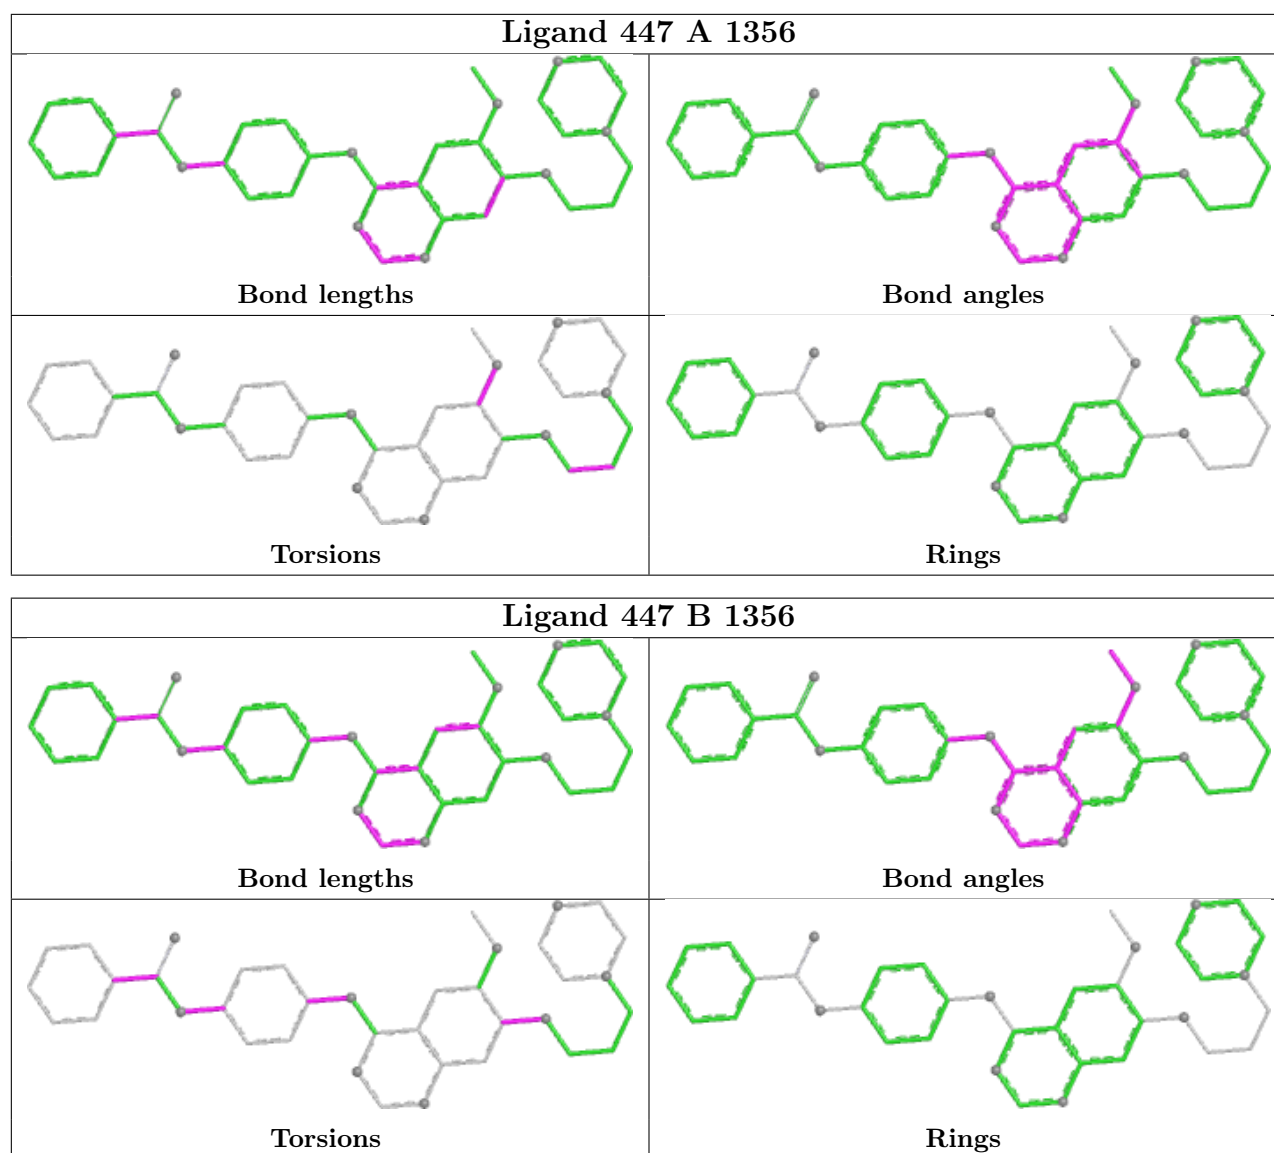 Ligand 447 A 1356
Bond lengths
Bond angles
Torsions
Rings
Ligand 447 B 1356
Bond lengths
Bond angles
Torsions
Rings